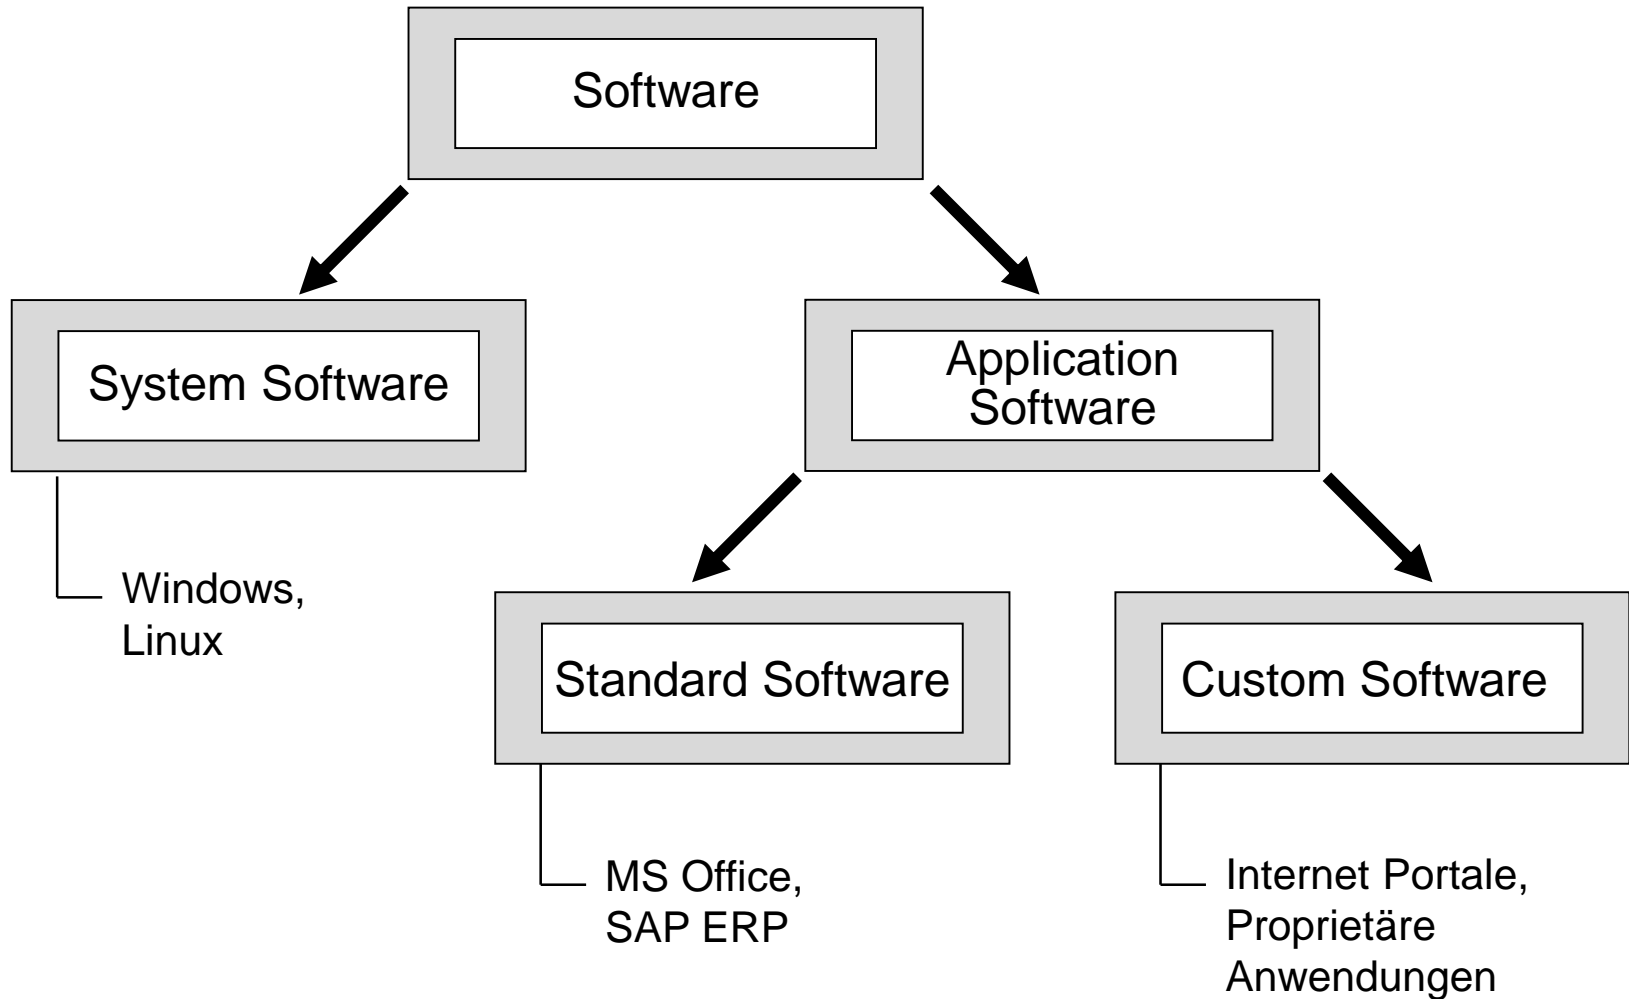 Software
System Software
Application
Software
Windows,
Linux
Standard Software
Custom Software
MS Office,
SAP ERP
Internet Portale,
Proprietäre
Anwendungen